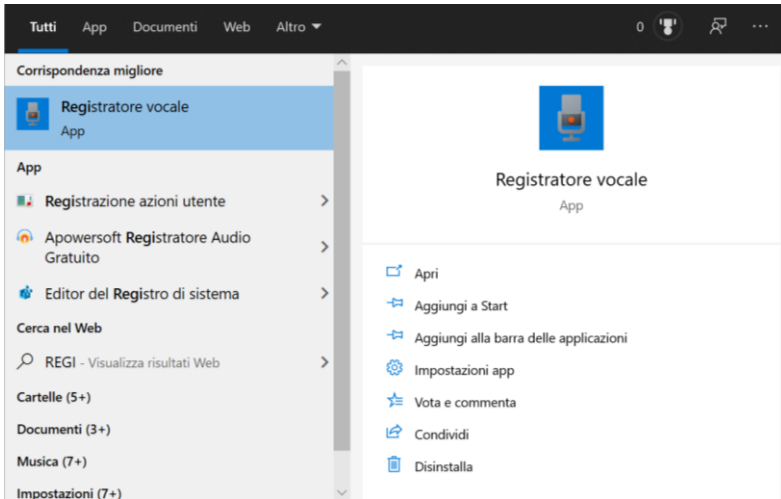 Tutti App Documenti Web Altro 0
Corrispondenza migliore
Registratore vocale
App
App
Registrazione azioni utente
Apowersoft Registratore Audio
Gratuito
Editor del Registro di sistema
Cerca nel Web
REGI - Visualizza risultati Web
Cartelle (5+)
Documenti (3+)
Musica (7+)
Impostazioni (7+)
Registratore vocale
App
Apri
Aggiungi a Start
Aggiungi alla barra delle applicazioni
Impostazioni app
Vota e commenta
Condividi
Disinstalla